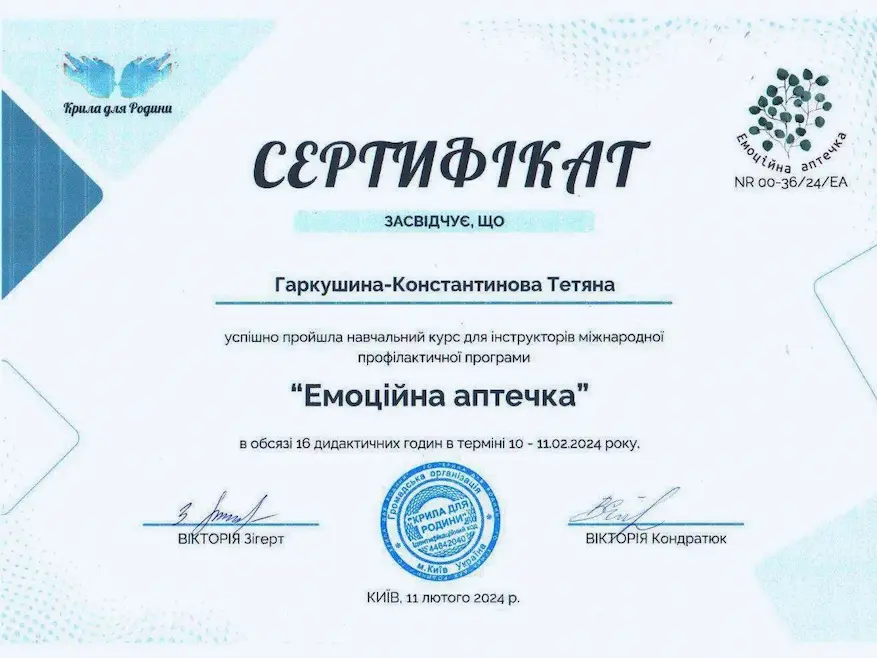 Крила для Родини
Емоційна аптечка
NR 00-36/24/EA
СЕРТИФІКАТ
ЗАСВІДЧУЄ, ЩО
Гаркушина-Константинова Тетяна
успішно пройшла навчальний курс для інструкторів міжнародної
профілактичної програми
“Емоційна аптечка”
в обсязі 16 дидактичних годин в терміні 10 - 11.02.2024 року.
Громадська організація
"КРИЛА ДЛЯ
РОДИНИ"
Ідентифікаційний код
44642040
м.Київ Україна
ВІКТОРІЯ Зігерт
ВІКТОРІЯ Кондратюк
КИЇВ, 11 лютого 2024 р.